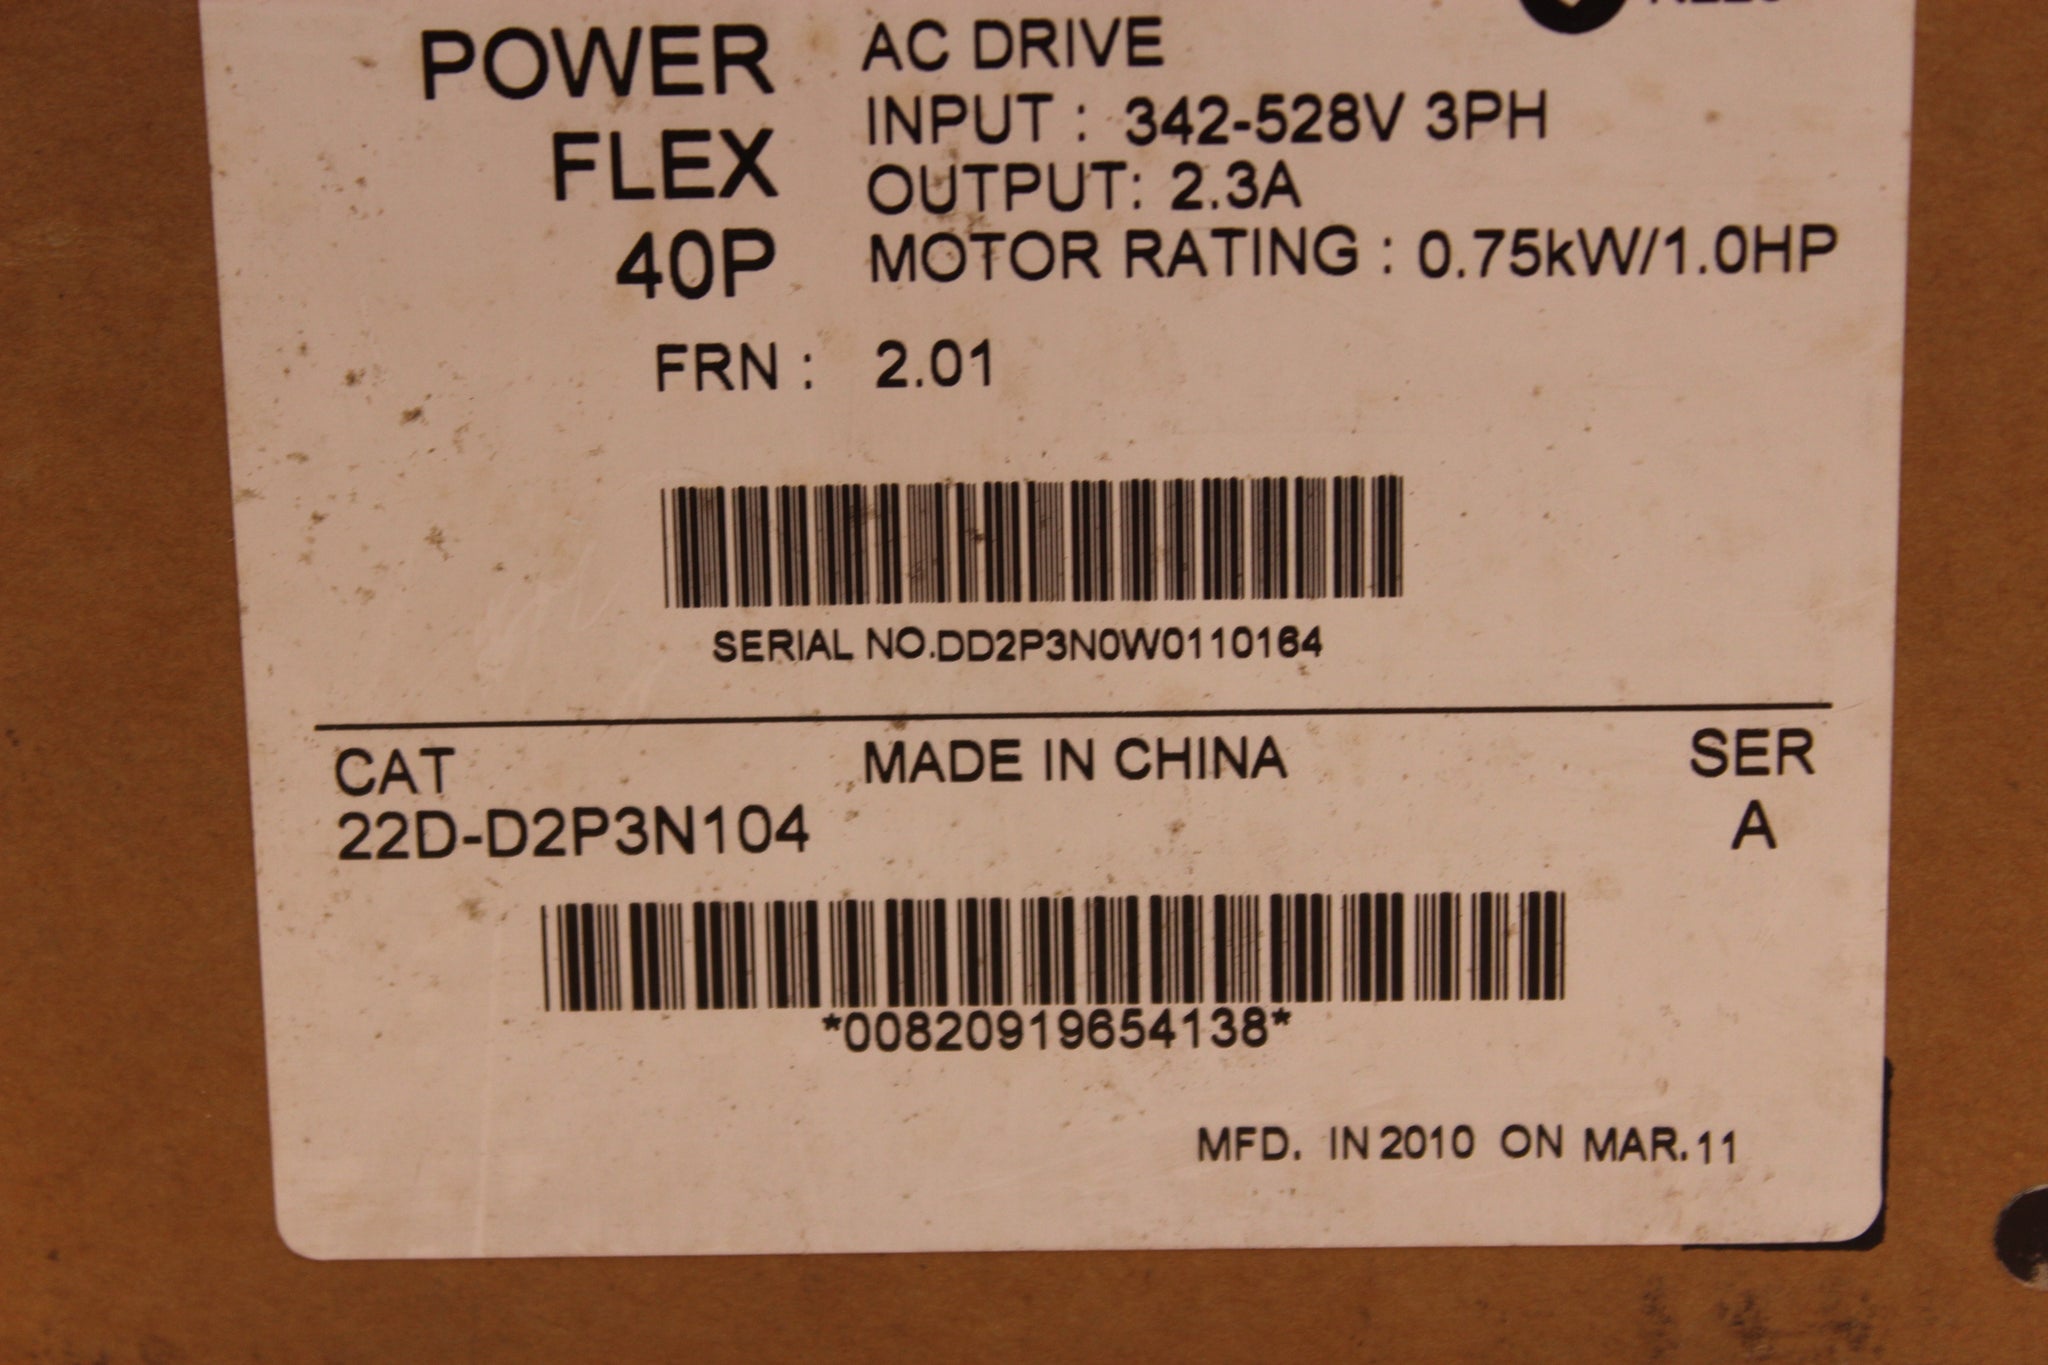 POWER
FLEX
40P
AC DRIVE
INPUT : 342-528V 3PH
OUTPUT: 2.3A
MOTOR RATING : 0.75kW/1.0HP
FRN : 2.01
SERIAL NO.DD2P3N0W0110164
CAT
22D-D2P3N104
MADE IN CHINA
SER
A
*00820919654138*
MFD. IN 2010 ON MAR.11